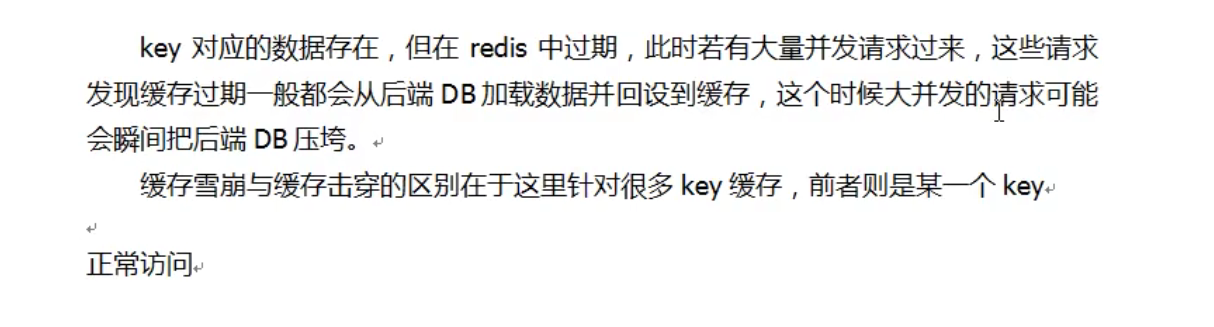 key 对应的数据存在，但在 redis 中过期，此时若有大量并发请求过来，这些请求
发现缓存过期一般都会从后端 DB 加载数据并回设到缓存，这个时候大并发的请求可能
会瞬间把后端 DB 压垮。
缓存雪崩与缓存击穿的区别在于这里针对很多 key 缓存，前者则是某一个 key
正常访问